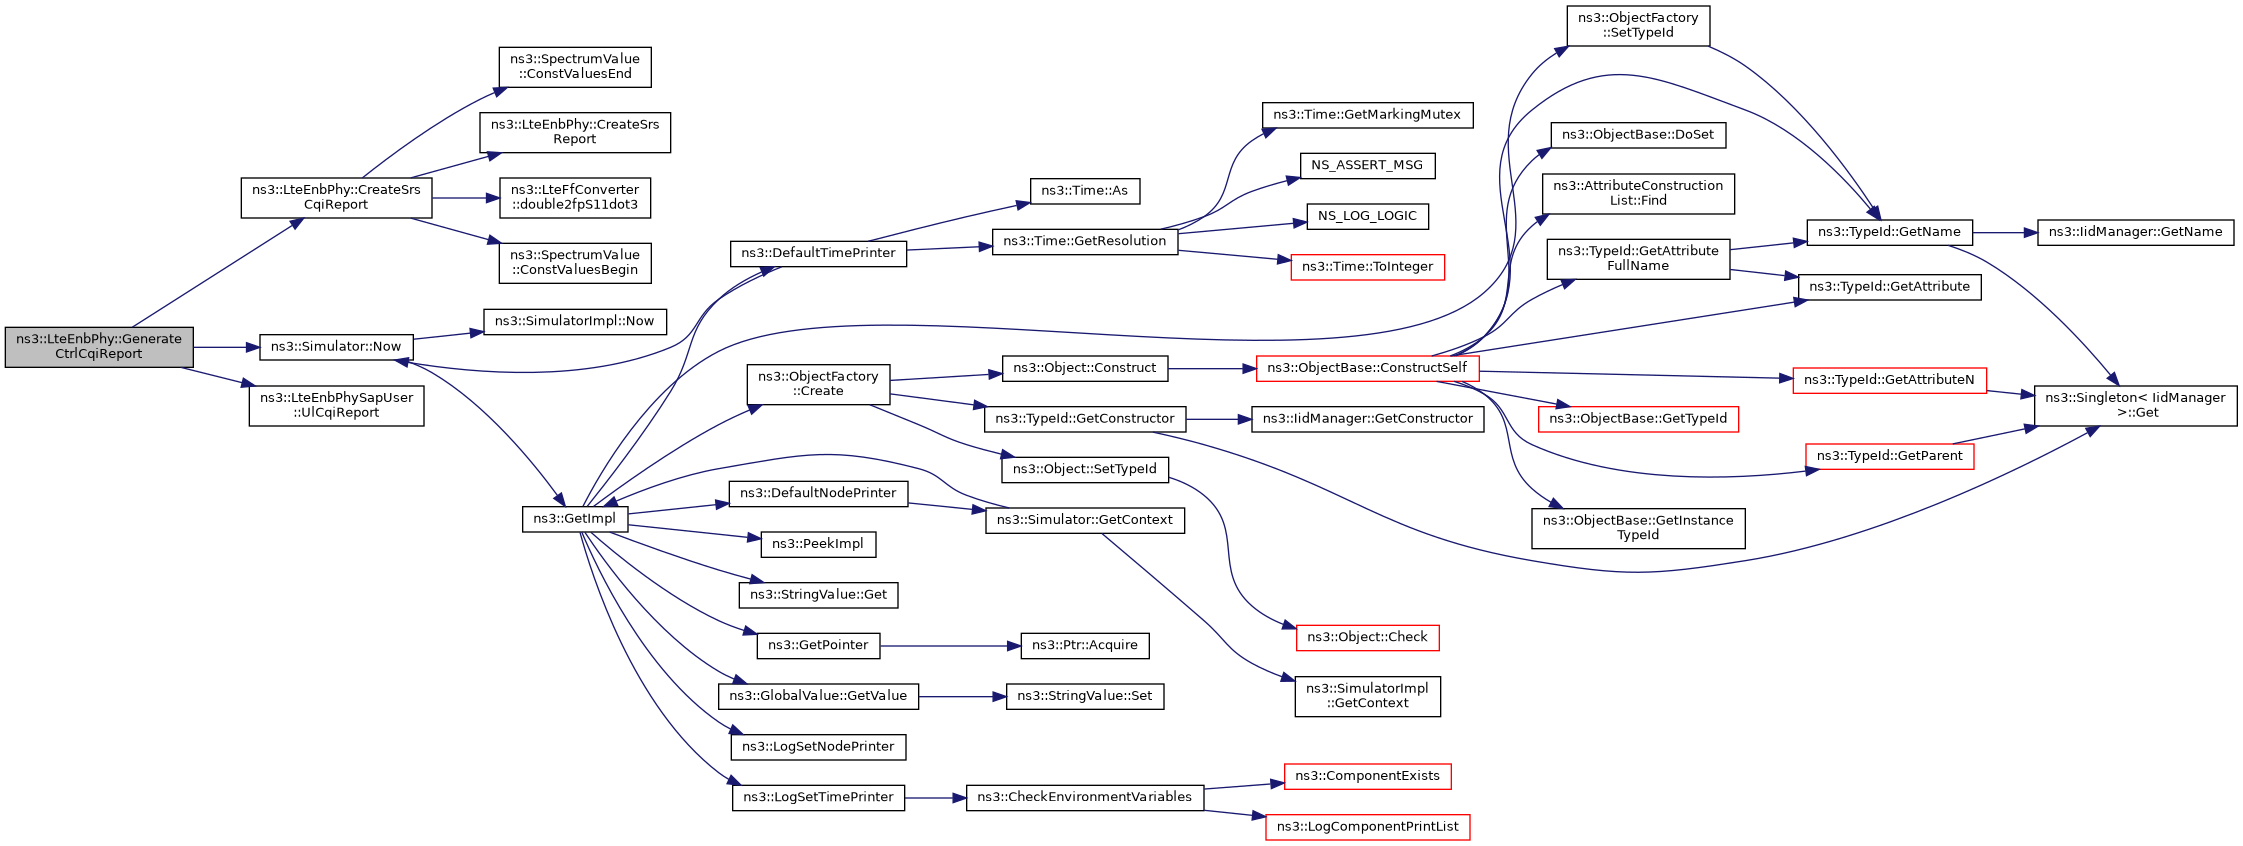 ns3::LteEnbPhy::Generate
CtrlCqiReport
ns3::LteEnbPhy::CreateSrs
CqiReport
ns3::SpectrumValue
::ConstValuesEnd
ns3::LteEnbPhy::CreateSrs
Report
ns3::LteFfConverter
::double2fpS11dot3
ns3::SpectrumValue
::ConstValuesBegin
ns3::Simulator::Now
ns3::SimulatorImpl::Now
ns3::LteEnbPhySapUser
::UlCqiReport
ns3::GetImpl
ns3::DefaultTimePrinter
ns3::Time::As
ns3::Time::GetResolution
ns3::Time::GetMarkingMutex
NS_ASSERT_MSG
NS_LOG_LOGIC
ns3::Time::ToInteger
ns3::ObjectFactory
::Create
ns3::Object::Construct
ns3::TypeId::GetConstructor
ns3::Object::SetTypeId
ns3::ObjectBase::ConstructSelf
ns3::IidManager::GetConstructor
ns3::DefaultNodePrinter
ns3::Simulator::GetContext
ns3::PeekImpl
ns3::StringValue::Get
ns3::GetPointer
ns3::Ptr::Acquire
ns3::GlobalValue::GetValue
ns3::StringValue::Set
ns3::LogSetNodePrinter
ns3::LogSetTimePrinter
ns3::CheckEnvironmentVariables
ns3::ComponentExists
ns3::LogComponentPrintList
ns3::Object::Check
ns3::SimulatorImpl
::GetContext
ns3::ObjectFactory
::SetTypeId
ns3::ObjectBase::DoSet
ns3::AttributeConstruction
List::Find
ns3::TypeId::GetAttribute
FullName
ns3::ObjectBase::GetTypeId
ns3::ObjectBase::GetInstance
TypeId
ns3::TypeId::GetName
ns3::TypeId::GetAttribute
ns3::TypeId::GetAttributeN
ns3::TypeId::GetParent
ns3::IidManager::GetName
ns3::Singleton< IidManager
>::Get